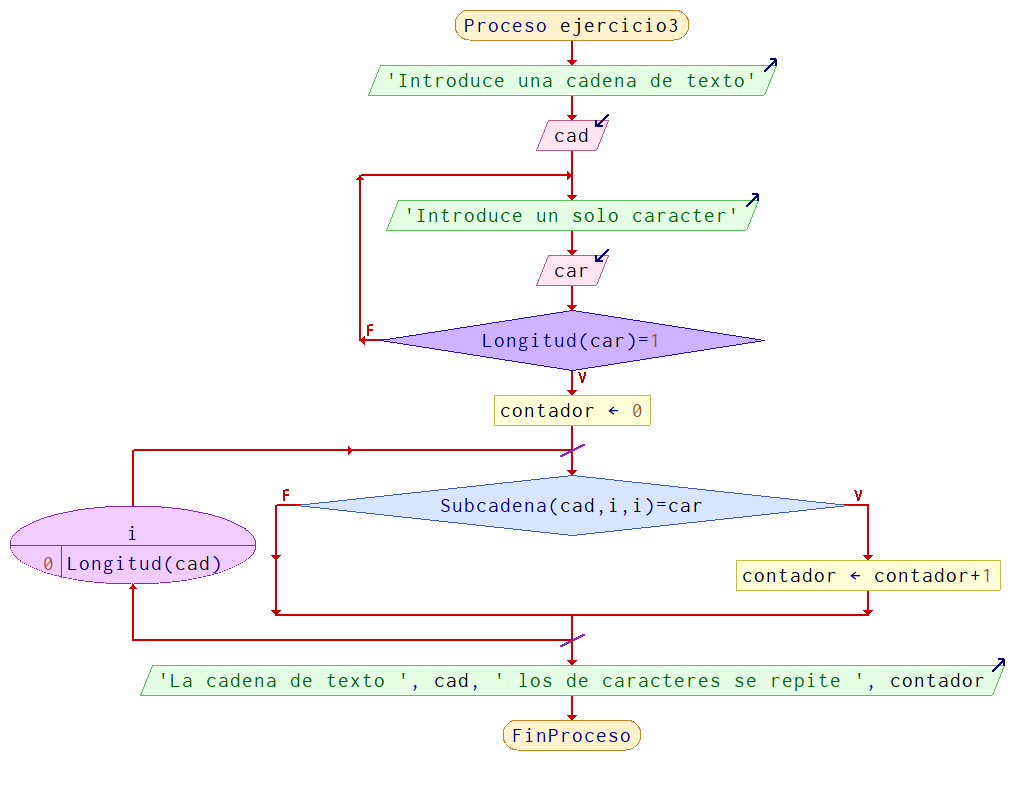 Proceso ejercicio3
'Introduce una cadena de texto'
cad
'Introduce un solo caracter'
car
F
Longitud(car)=1
V
contador ← 0
F
Subcadena(cad,i,i)=car
V
i
0 Longitud(cad)
contador ← contador+1
'La cadena de texto ', cad, ' los de caracteres se repite ', contador
FinProceso